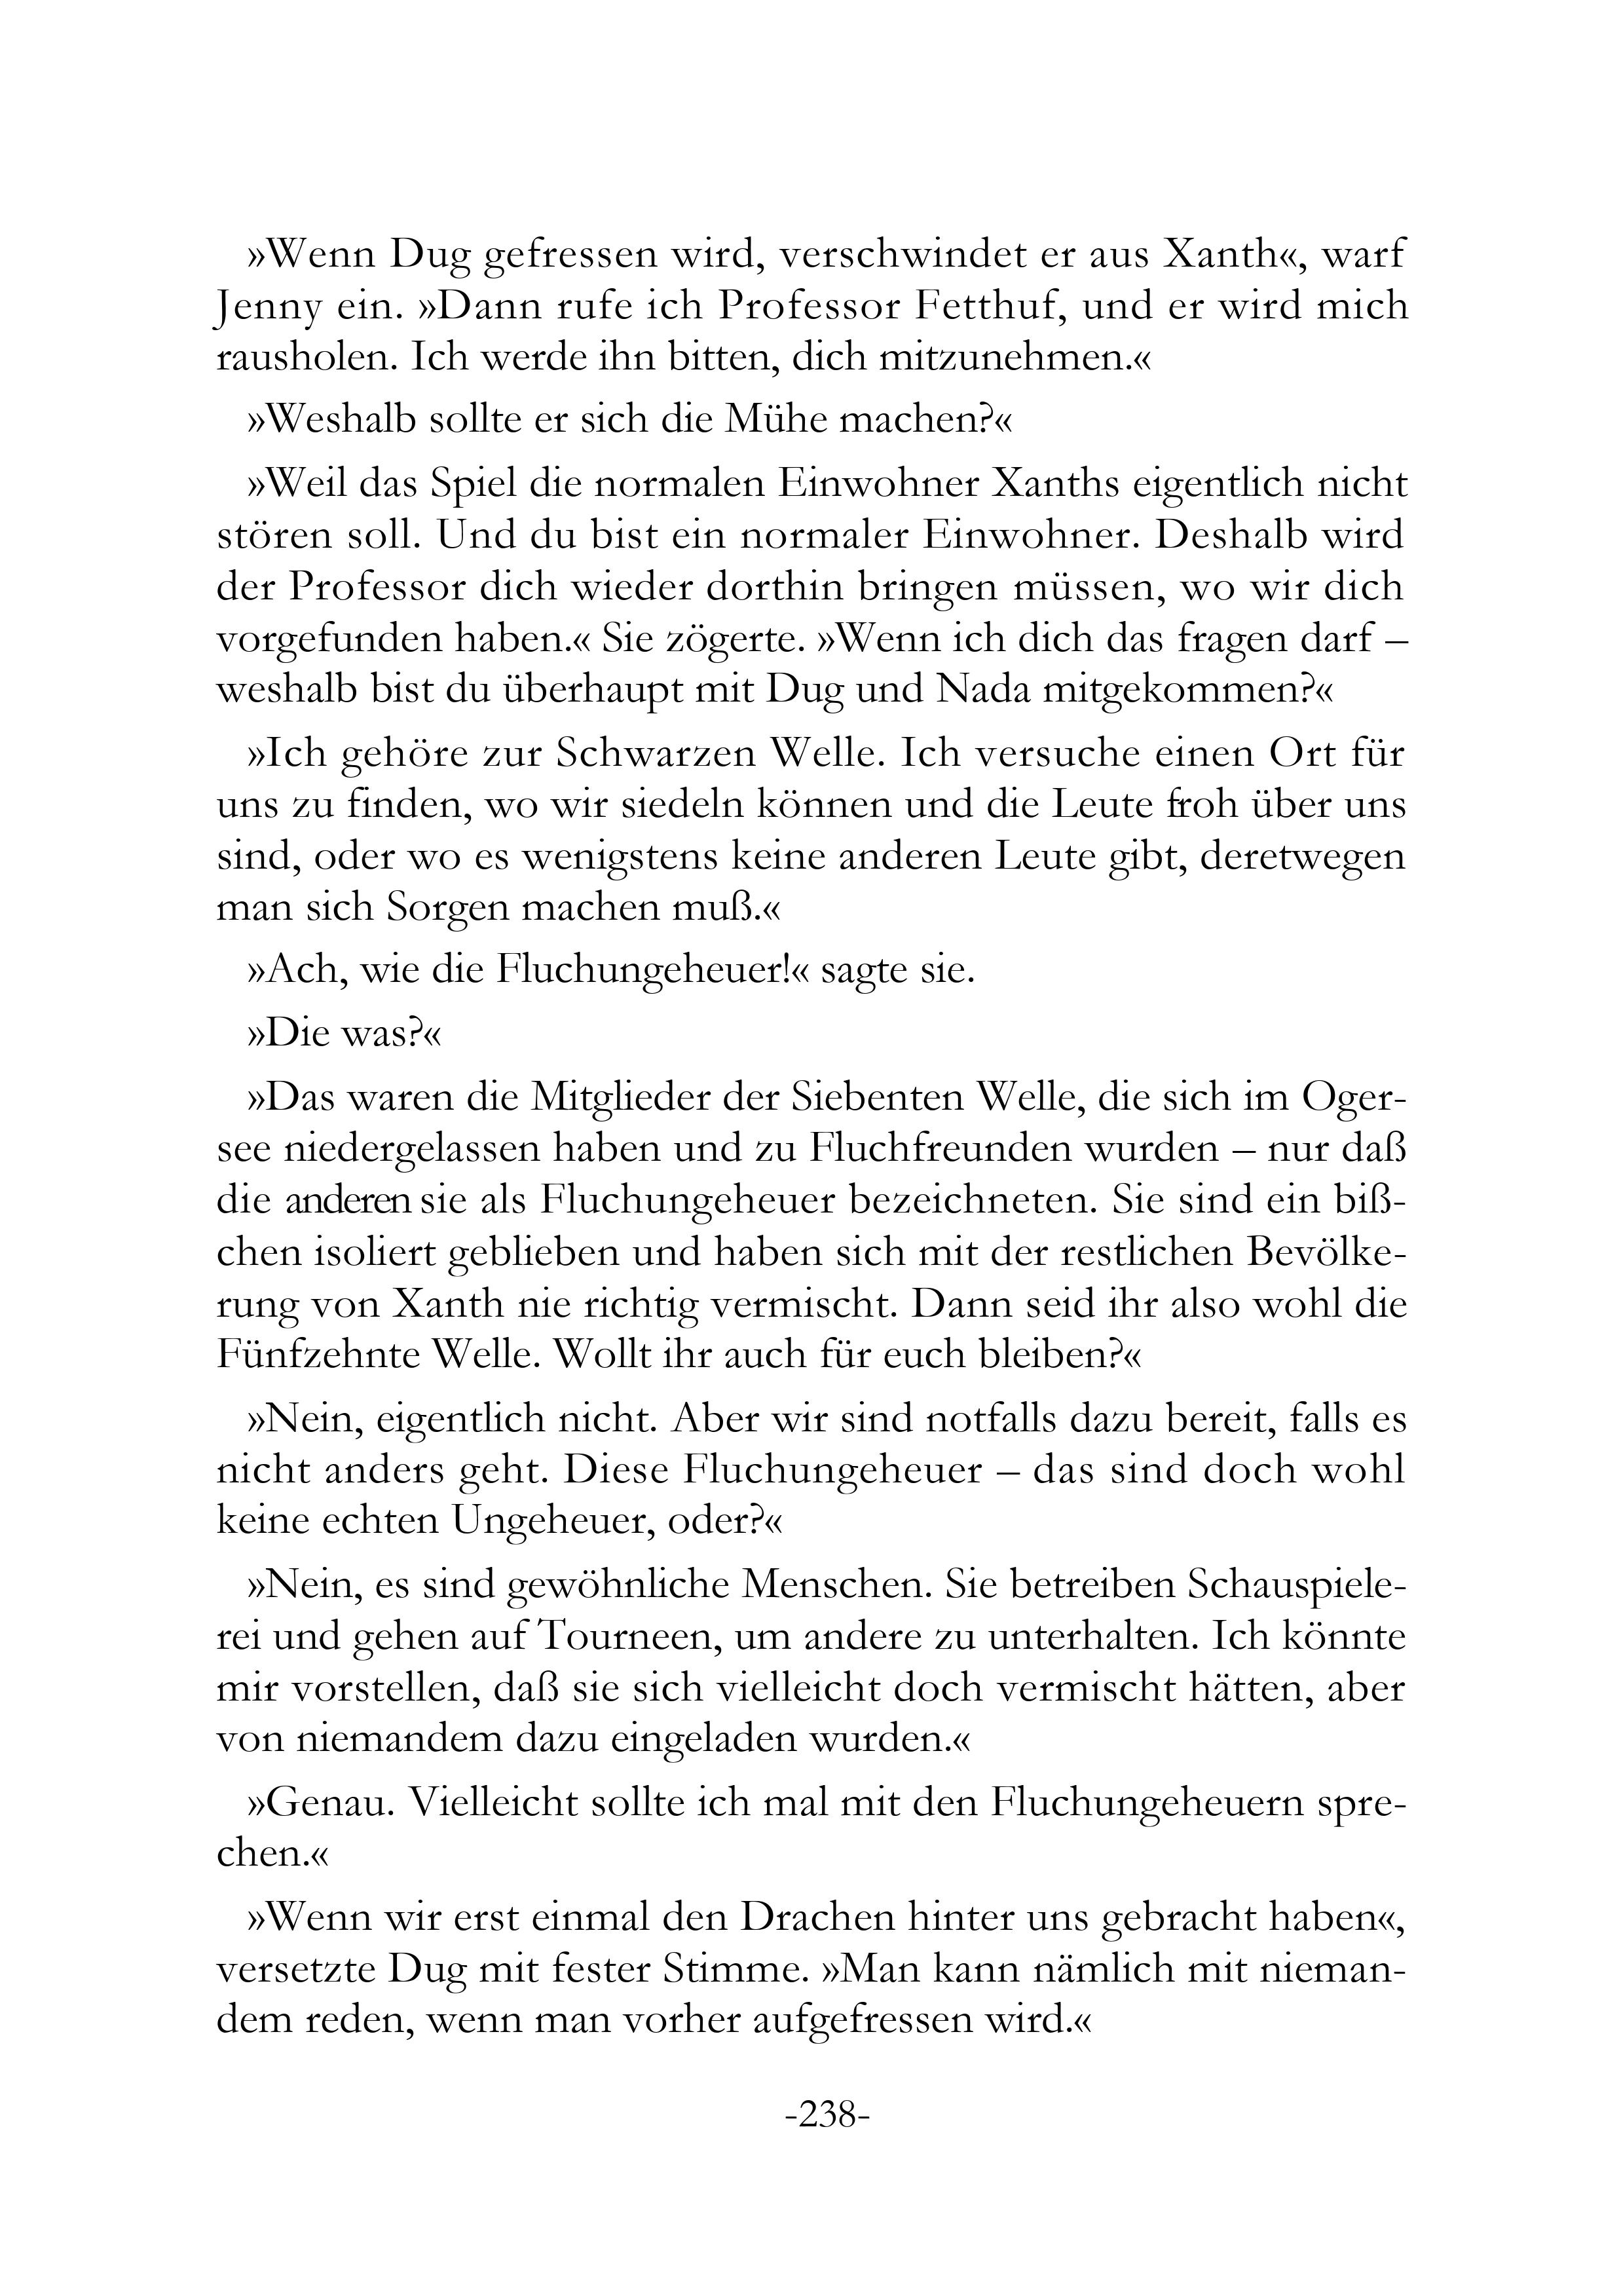 »Wenn Dug gefressen wird, verschwindet er aus Xanth«, warf
Jenny ein. »Dann rufe ich Professor Fetthuf, und er wird mich
rausholen. Ich werde ihn bitten, dich mitzunehmen.«
»Weshalb sollte er sich die Mühe machen?«
»Weil das Spiel die normalen Einwohner Xanths eigentlich nicht
stören soll. Und du bist ein normaler Einwohner. Deshalb wird
der Professor dich wieder dorthin bringen müssen, wo wir dich
vorgefunden haben.« Sie zögerte. »Wenn ich dich das fragen darf –
weshalb bist du überhaupt mit Dug und Nada mitgekommen?«
»Ich gehöre zur Schwarzen Welle. Ich versuche einen Ort für
uns zu finden, wo wir siedeln können und die Leute froh über uns
sind, oder wo es wenigstens keine anderen Leute gibt, deretwegen
man sich Sorgen machen muß.«
»Ach, wie die Fluchungeheuer!« sagte sie.
»Die was?«
»Das waren die Mitglieder der Siebenten Welle, die sich im Oger-
see niedergelassen haben und zu Fluchfreunden wurden – nur daß
die anderen sie als Fluchungeheuer bezeichneten. Sie sind ein biß-
chen isoliert geblieben und haben sich mit der restlichen Bevölke-
rung von Xanth nie richtig vermischt. Dann seid ihr also wohl die
Fünfzehnte Welle. Wollt ihr auch für euch bleiben?«
»Nein, eigentlich nicht. Aber wir sind notfalls dazu bereit, falls es
nicht anders geht. Diese Fluchungeheuer – das sind doch wohl
keine echten Ungeheuer, oder?«
»Nein, es sind gewöhnliche Menschen. Sie betreiben Schauspiele-
rei und gehen auf Tourneen, um andere zu unterhalten. Ich könnte
mir vorstellen, daß sie sich vielleicht doch vermischt hätten, aber
von niemandem dazu eingeladen wurden.«
»Genau. Vielleicht sollte ich mal mit den Fluchungeheuern spre-
chen.«
»Wenn wir erst einmal den Drachen hinter uns gebracht haben«,
versetzte Dug mit fester Stimme. »Man kann nämlich mit nieman-
dem reden, wenn man vorher aufgefressen wird.«
-238-